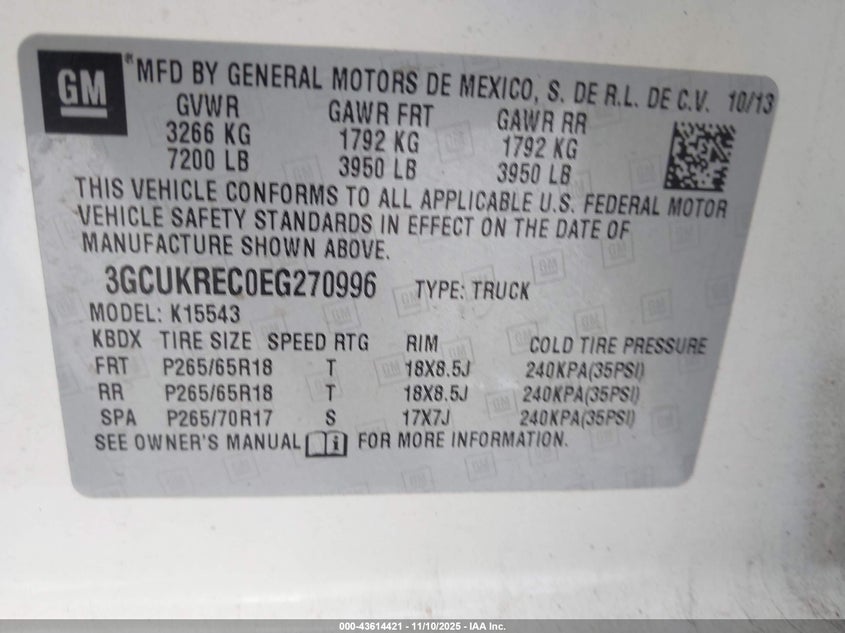 GM ® MFD BY GENERAL MOTORS DE MEXICO, S. DE R.L. DE C.V. 10/13
GVWR GAWR FRT GAWR RR
3266 KG 1792 KG 1792 KG
7200 LB 3950 LB 3950 LB
THIS VEHICLE CONFORMS TO ALL APPLICABLE U.S. FEDERAL MOTOR
VEHICLE SAFETY STANDARDS IN EFFECT ON THE DATE OF
MANUFACTURE SHOWN ABOVE.
3GCUKREC0EG270996 TYPE: TRUCK
MODEL: K15543
KBDX TIRE SIZE SPEED RTG RIM COLD TIRE PRESSURE
FRT P265/65R18 T 18X8.5J 240KPA(35PSI)
RR P265/65R18 T 18X8.5J 240KPA(35PSI)
SPA P265/70R17 S 17X7J 240KPA(35PSI)
SEE OWNER'S MANUAL i FOR MORE INFORMATION.
000-43614421 - 11/10/2025 - IAA Inc.